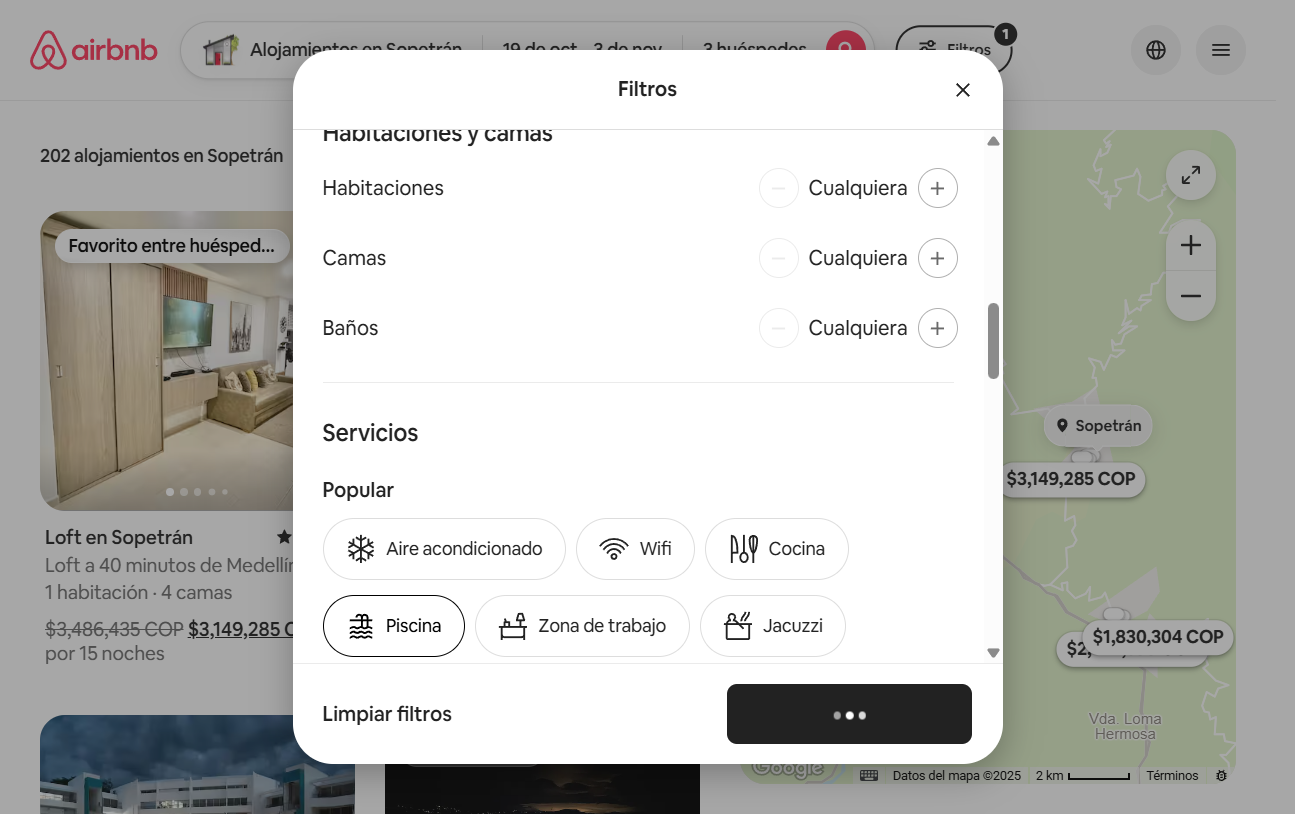 airbnb
Alojamientos en Sopetrán
19 de oct – 3 de nov
3 huéspedes
Filtros
1
202 alojamientos en Sopetrán
Favorito entre huésped...
Loft en Sopetrán
Loft a 40 minutos de Medellín
1 habitación · 4 camas
$3,486,435 COP $3,149,285 C
por 15 noches
Filtros
Habitaciones y camas
Habitaciones
Cualquiera
Camas
Cualquiera
Baños
Cualquiera
Servicios
Popular
Aire acondicionado
Wifi
Cocina
Piscina
Zona de trabajo
Jacuzzi
Limpiar filtros
Sopetrán
$3,149,285 COP
$1,830,304 COP
$2,
Vda. Loma
Hermosa
Google
Datos del mapa ©2025
2 km
Términos